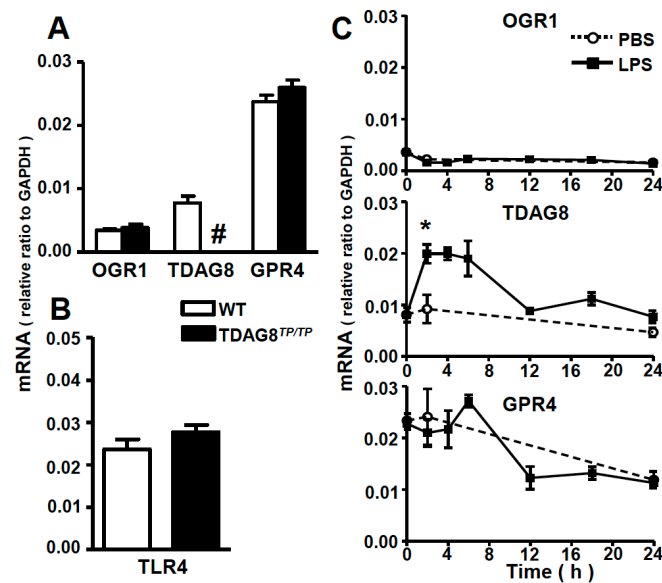 A
0.03
0.02
0.01
0.00
#
OGR1 TDAG8 GPR4
mRNA ( relative ratio to GAPDH )
B
WT
TDAG8TP/TP
0.05
0.04
0.03
0.02
0.01
0.00
TLR4
C
OGR1
PBS
LPS
0.03
0.02
0.01
0.00
0 4 8 12 16 20 24
TDAG8
*
0.03
0.02
0.01
0.00
0 4 8 12 16 20 24
mRNA ( relative ratio to GAPDH )
GPR4
0.03
0.02
0.01
0.00
0 4 8 12 16 20 24
Time ( h )